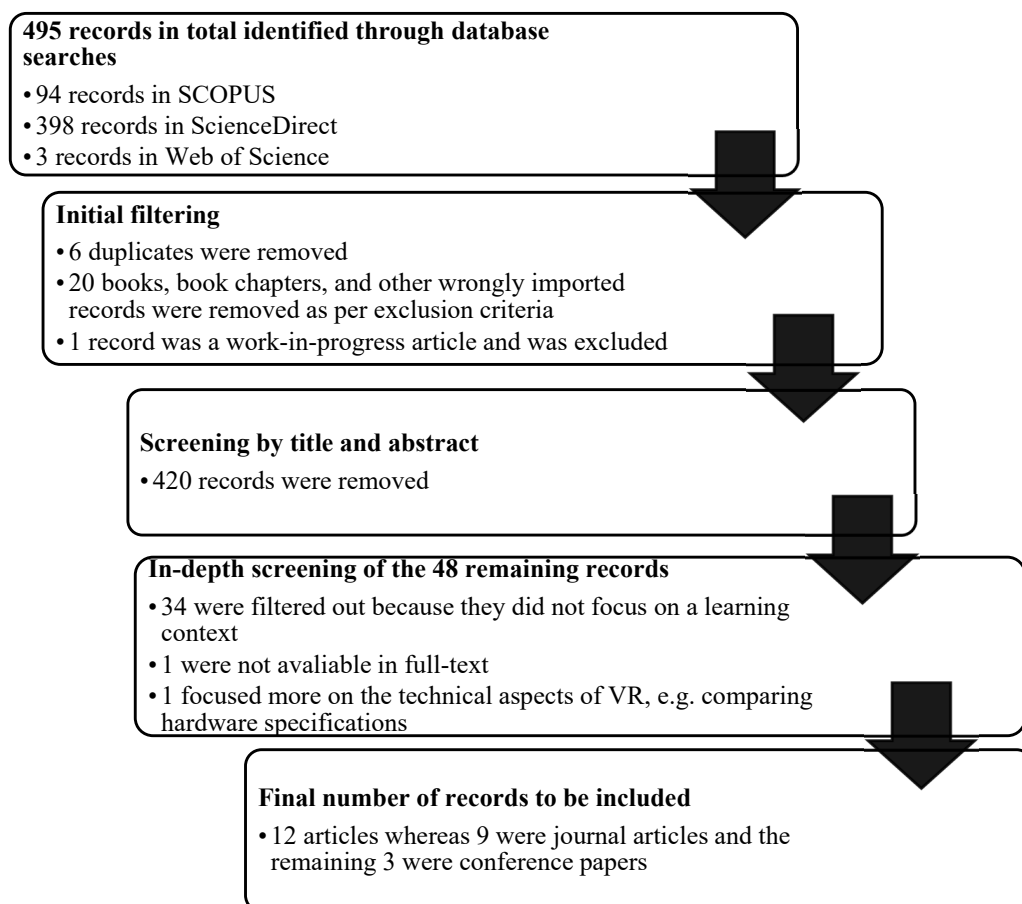 495 records in total identified through database
searches
• 94 records in SCOPUS
• 398 records in ScienceDirect
• 3 records in Web of Science
Initial filtering
• 6 duplicates were removed
• 20 books, book chapters, and other wrongly imported
records were removed as per exclusion criteria
• 1 record was a work-in-progress article and was excluded
Screening by title and abstract
• 420 records were removed
In-depth screening of the 48 remaining records
• 34 were filtered out because they did not focus on a learning
context
• 1 were not avaliable in full-text
• 1 focused more on the technical aspects of VR, e.g. comparing
hardware specifications
Final number of records to be included
• 12 articles whereas 9 were journal articles and the
remaining 3 were conference papers